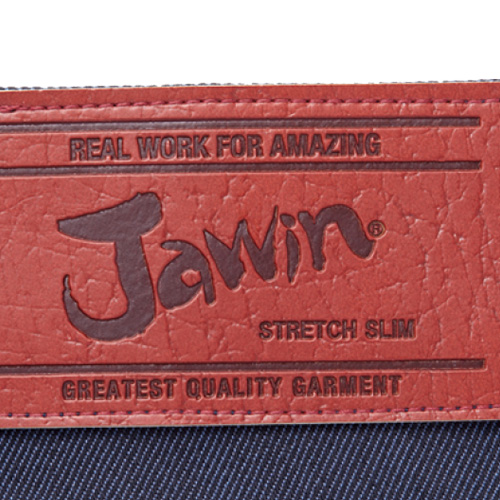 REAL WORK FOR AMAZING
Jawin®
STRETCH SLIM
GREATEST QUALITY GARMENT